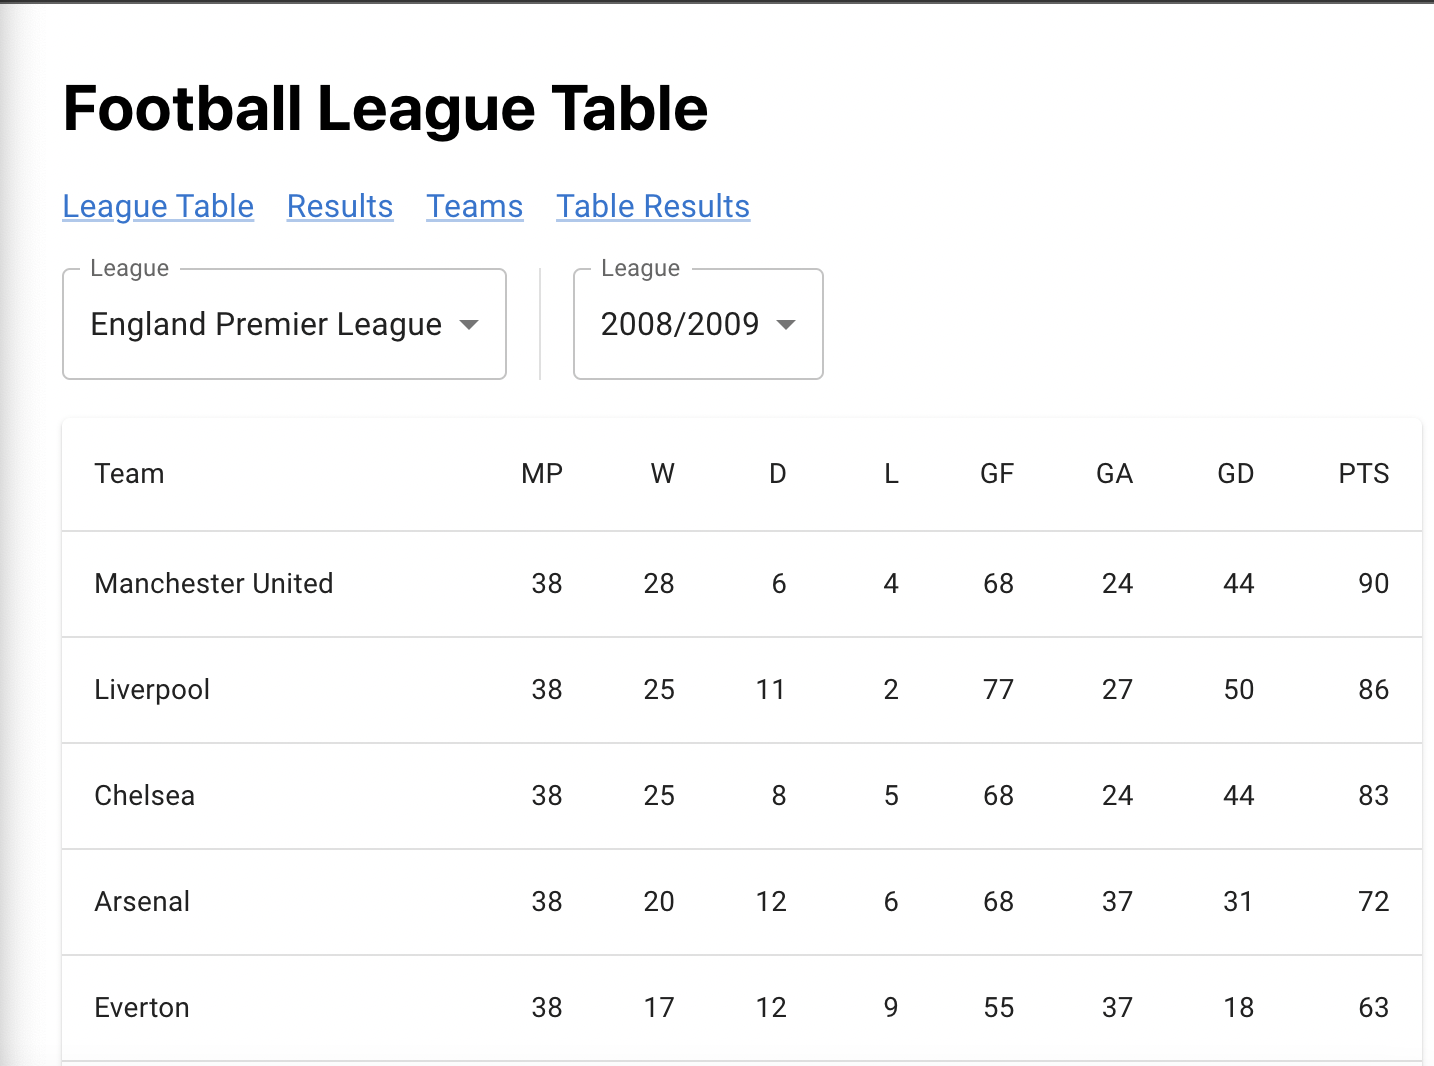 Football League Table
League Table Results Teams Table Results
League League
England Premier League 2008/2009
Team MP W D L GF GA GD PTS
Manchester United 38 28 6 4 68 24 44 90
Liverpool 38 25 11 2 77 27 50 86
Chelsea 38 25 8 5 68 24 44 83
Arsenal 38 20 12 6 68 37 31 72
Everton 38 17 12 9 55 37 18 63